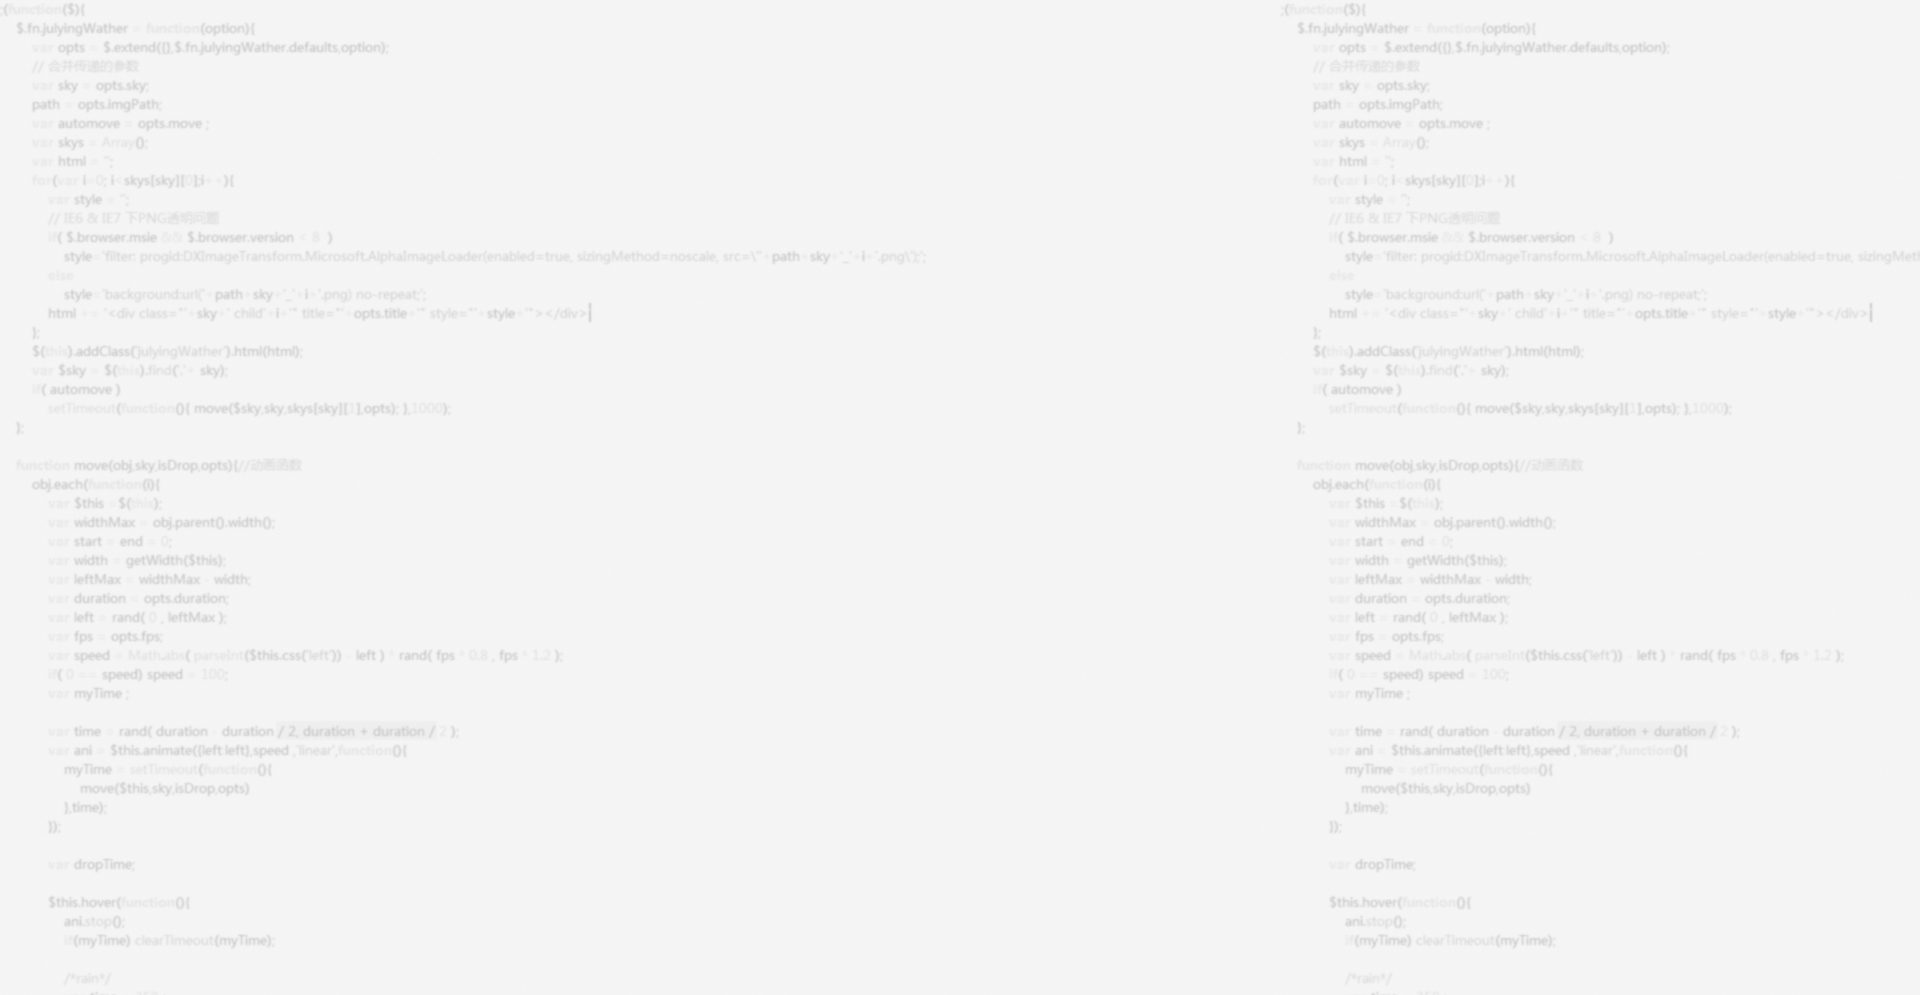 ;(function($){
$.fn.julyingWather = function(option){
var opts = $.extend({},$.fn.julyingWather.defaults,option);
// 合并传递的参数
var sky = opts.sky;
path = opts.imgPath;
var automove = opts.move ;
var skys = Array();
var html = '';
for(var i=0; i<skys[sky][0];i++){
var style = '';
// IE6 & IE7 下PNG透明问题
if( $.browser.msie && $.browser.version < 8 )
style='filter: progid:DXImageTransform.Microsoft.AlphaImageLoader(enabled=true, sizingMethod=noscale, src=\"'+path+sky+'_'+i+'.png\");';
else
style='background:url('+path+sky+'_'+i+'.png) no-repeat;';
html += '<div class="'+sky+' child'+i+'" title="'+opts.title+'" style="'+style+'"></div>
};
$(this).addClass('julyingWather').html(html);
var $sky = $(this).find('.'+ sky);
if( automove )
setTimeout(function(){ move($sky,sky,skys[sky][1],opts); },1000);
};
function move(obj,sky,isDrop,opts){//动画函数
obj.each(function(i){
var $this =$(this);
var widthMax = obj.parent().width();
var start = end = 0;
var width = getWidth($this);
var leftMax = widthMax - width;
var duration = opts.duration;
var left = rand( 0 , leftMax );
var fps = opts.fps;
var speed = Math.abs( parseInt($this.css('left')) - left ) * rand( fps * 0.8 , fps * 1.2 );
if( 0 == speed) speed = 100;
var myTime ;
var time = rand( duration - duration / 2, duration + duration / 2 );
var ani = $this.animate({left:left},speed ,'linear',function(){
myTime = setTimeout(function(){
move($this,sky,isDrop,opts)
},time);
});
var dropTime;
$this.hover(function(){
ani.stop();
if(myTime) clearTimeout(myTime);
/*rain*/
;(function($){
$.fn.julyingWather = function(option){
var opts = $.extend({},$.fn.julyingWather.defaults,option);
// 合并传递的参数
var sky = opts.sky;
path = opts.imgPath;
var automove = opts.move ;
var skys = Array();
var html = '';
for(var i=0; i<skys[sky][0];i++){
var style = '';
// IE6 & IE7 下PNG透明问题
if( $.browser.msie && $.browser.version < 8 )
style='filter: progid:DXImageTransform.Microsoft.AlphaImageLoader(enabled=true,
else
style='background:url('+path+sky+'_'+i+'.png) no-repeat;';
html += '<div class="'+sky+' child'+i+'" title="'+opts.title+'" style="'+style+'"></div>
};
$(this).addClass('julyingWather').html(html);
var $sky = $(this).find('.'+ sky);
if( automove )
setTimeout(function(){ move($sky,sky,skys[sky][1],opts); },1000);
};
function move(obj,sky,isDrop,opts){//动画函数
obj.each(function(i){
var $this =$(this);
var widthMax = obj.parent().width();
var start = end = 0;
var width = getWidth($this);
var leftMax = widthMax - width;
var duration = opts.duration;
var left = rand( 0 , leftMax );
var fps = opts.fps;
var speed = Math.abs( parseInt($this.css('left')) - left ) * rand( fps * 0.8 , fps * 1.2 );
if( 0 == speed) speed = 100;
var myTime ;
var time = rand( duration - duration / 2, duration + duration / 2 );
var ani = $this.animate({left:left},speed ,'linear',function(){
myTime = setTimeout(function(){
move($this,sky,isDrop,opts)
},time);
});
var dropTime;
$this.hover(function(){
ani.stop();
if(myTime) clearTimeout(myTime);
/*rain*/